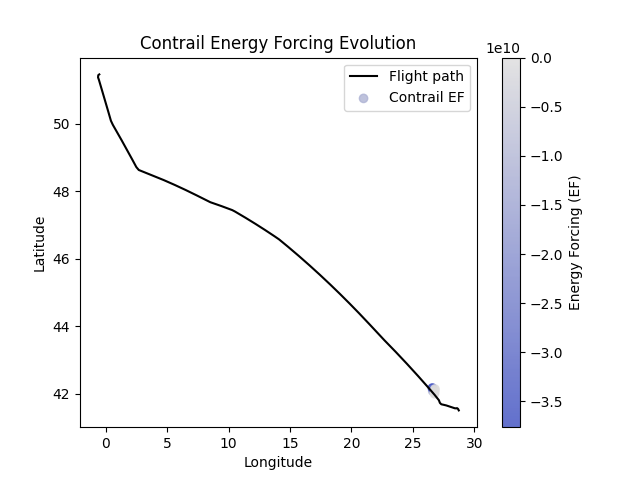 Contrail Energy Forcing Evolution
1e10
Flight path
Contrail EF
50
48
46
44
42
Latitude
0
5
10
15
20
25
30
Longitude
0.0
−0.5
−1.0
−1.5
−2.0
−2.5
−3.0
−3.5
Energy Forcing (EF)